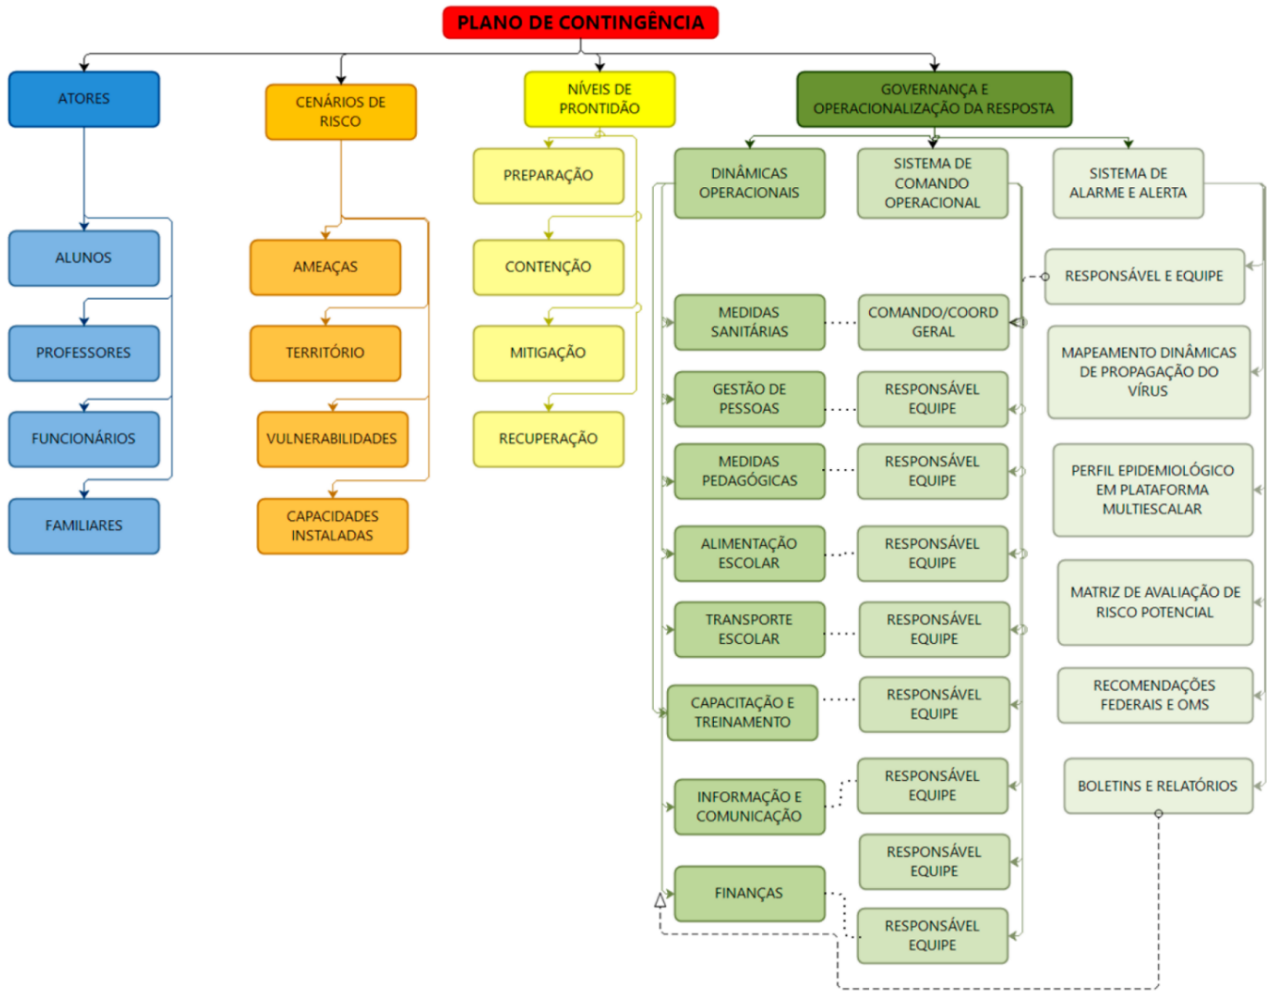 PLANO DE CONTINGÊNCIA
ATORES
ALUNOS
PROFESSORES
FUNCIONÁRIOS
FAMILIARES
CENÁRIOS DE
RISCO
AMEAÇAS
TERRITÓRIO
VULNERABILIDADES
CAPACIDADES
INSTALADAS
NÍVEIS DE
PRONTIDÃO
PREPARAÇÃO
CONTENÇÃO
MITIGAÇÃO
RECUPERAÇÃO
GOVERNANÇA E
OPERACIONALIZAÇÃO DA RESPOSTA
DINÂMICAS
OPERACIONAIS
MEDIDAS
SANITÁRIAS
GESTÃO DE
PESSOAS
MEDIDAS
PEDAGÓGICAS
ALIMENTAÇÃO
ESCOLAR
TRANSPORTE
ESCOLAR
CAPACITAÇÃO E
TREINAMENTO
INFORMAÇÃO E
COMUNICAÇÃO
FINANÇAS
SISTEMA DE
COMANDO
OPERACIONAL
COMANDO/COORD
GERAL
RESPONSÁVEL
EQUIPE
RESPONSÁVEL
EQUIPE
RESPONSÁVEL
EQUIPE
RESPONSÁVEL
EQUIPE
RESPONSÁVEL
EQUIPE
RESPONSÁVEL
EQUIPE
RESPONSÁVEL
EQUIPE
RESPONSÁVEL
EQUIPE
SISTEMA DE
ALARME E ALERTA
RESPONSÁVEL E EQUIPE
MAPEAMENTO DINÂMICAS
DE PROPAGAÇÃO DO
VÍRUS
PERFIL EPIDEMIOLÓGICO
EM PLATAFORMA
MULTIESCALAR
MATRIZ DE AVALIAÇÃO DE
RISCO POTENCIAL
RECOMENDAÇÕES
FEDERAIS E OMS
BOLETINS E RELATÓRIOS